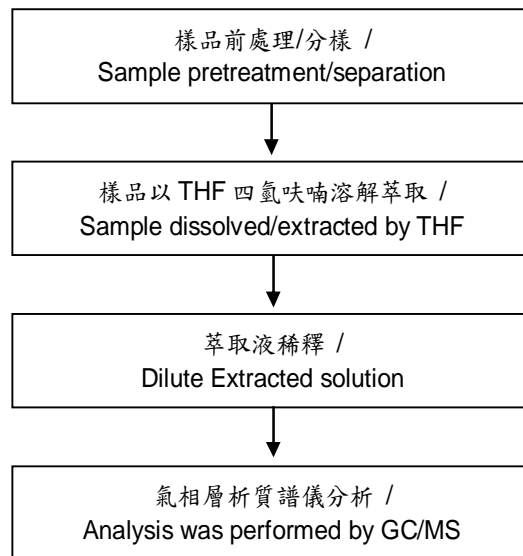 樣品前處理/分樣 /
Sample pretreatment/separation
樣品以 THF 四氫呋喃溶解萃取 /
Sample dissolved/extracted by THF
萃取液稀釋 /
Dilute Extracted solution
氣相層析質譜儀分析 /
Analysis was performed by GC/MS